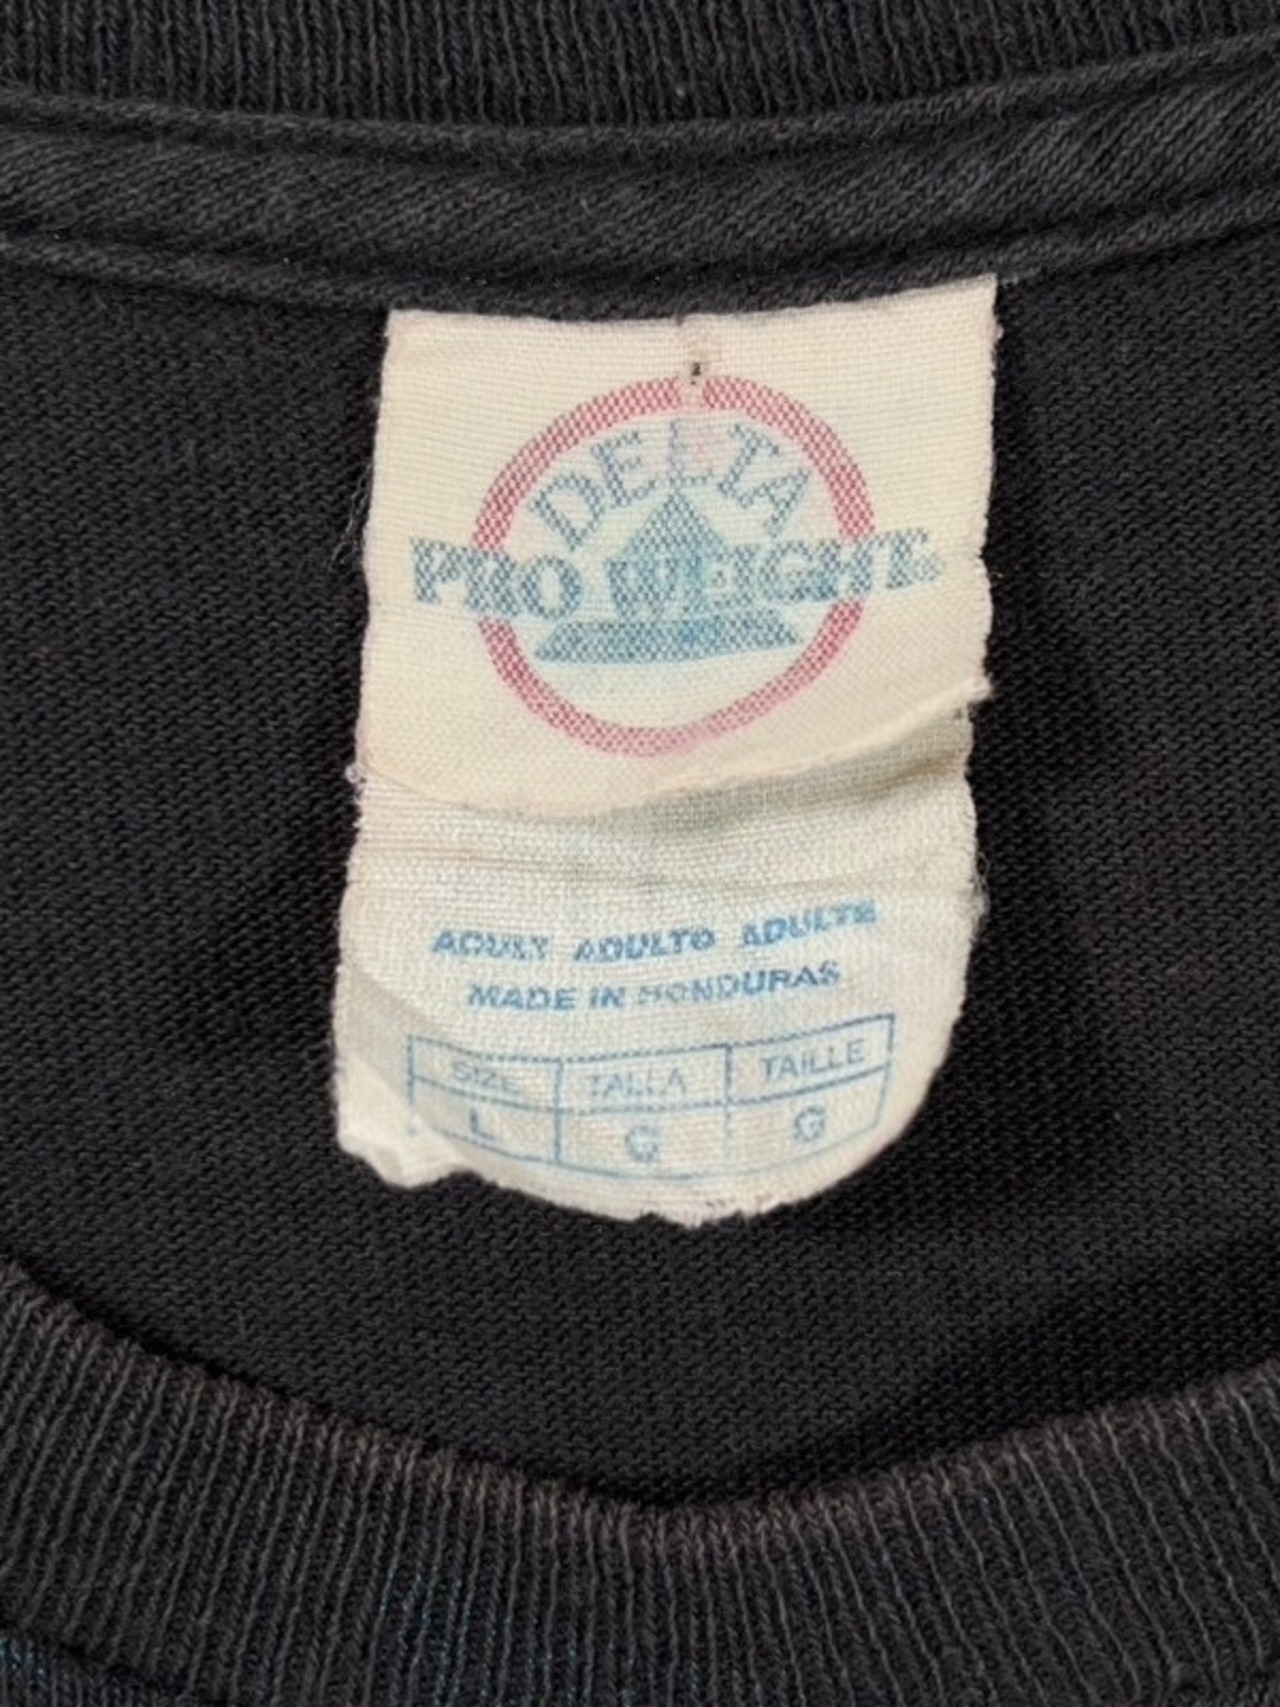 DELTA
PRO WEIGHT
ADULT ADULTO ADULTE
MADE IN HONDURAS
SIZE TALLA TAILLE
L G G